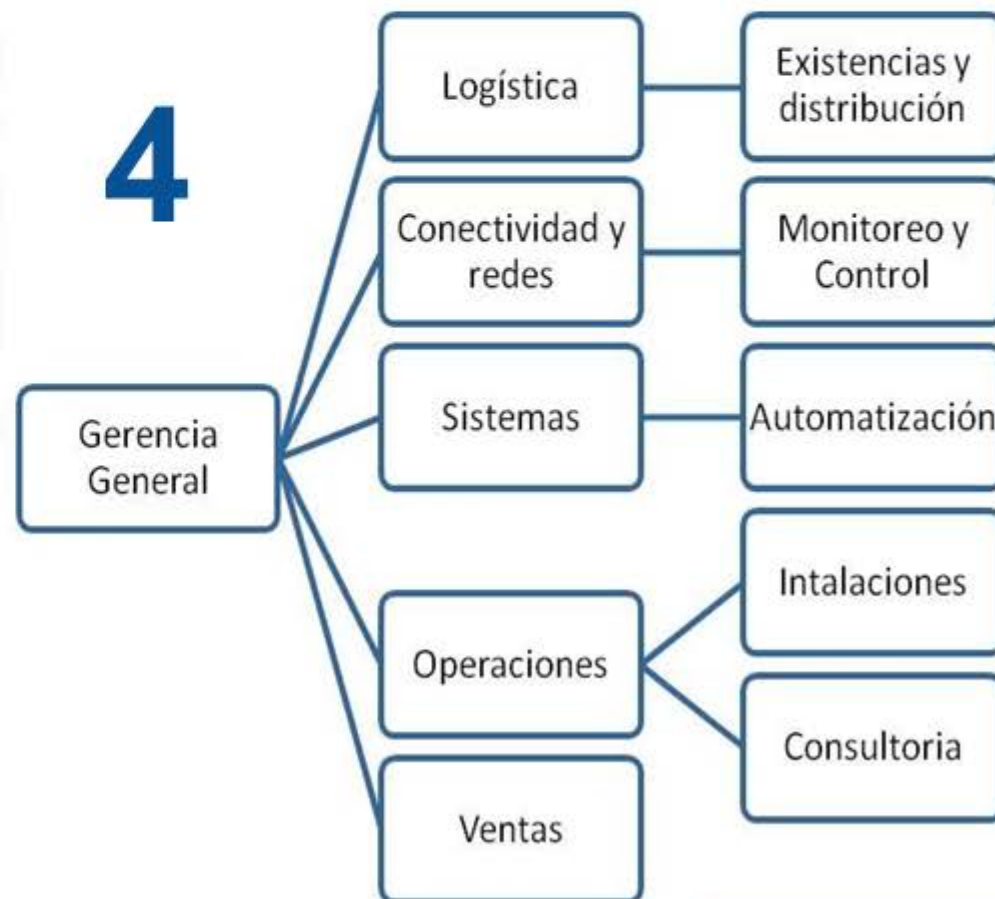 4
Gerencia
General
Logística
Existencias y
distribución
Conectividad y
redes
Monitoreo y
Control
Sistemas
Automatización
Operaciones
Intalaciones
Consultoria
Ventas